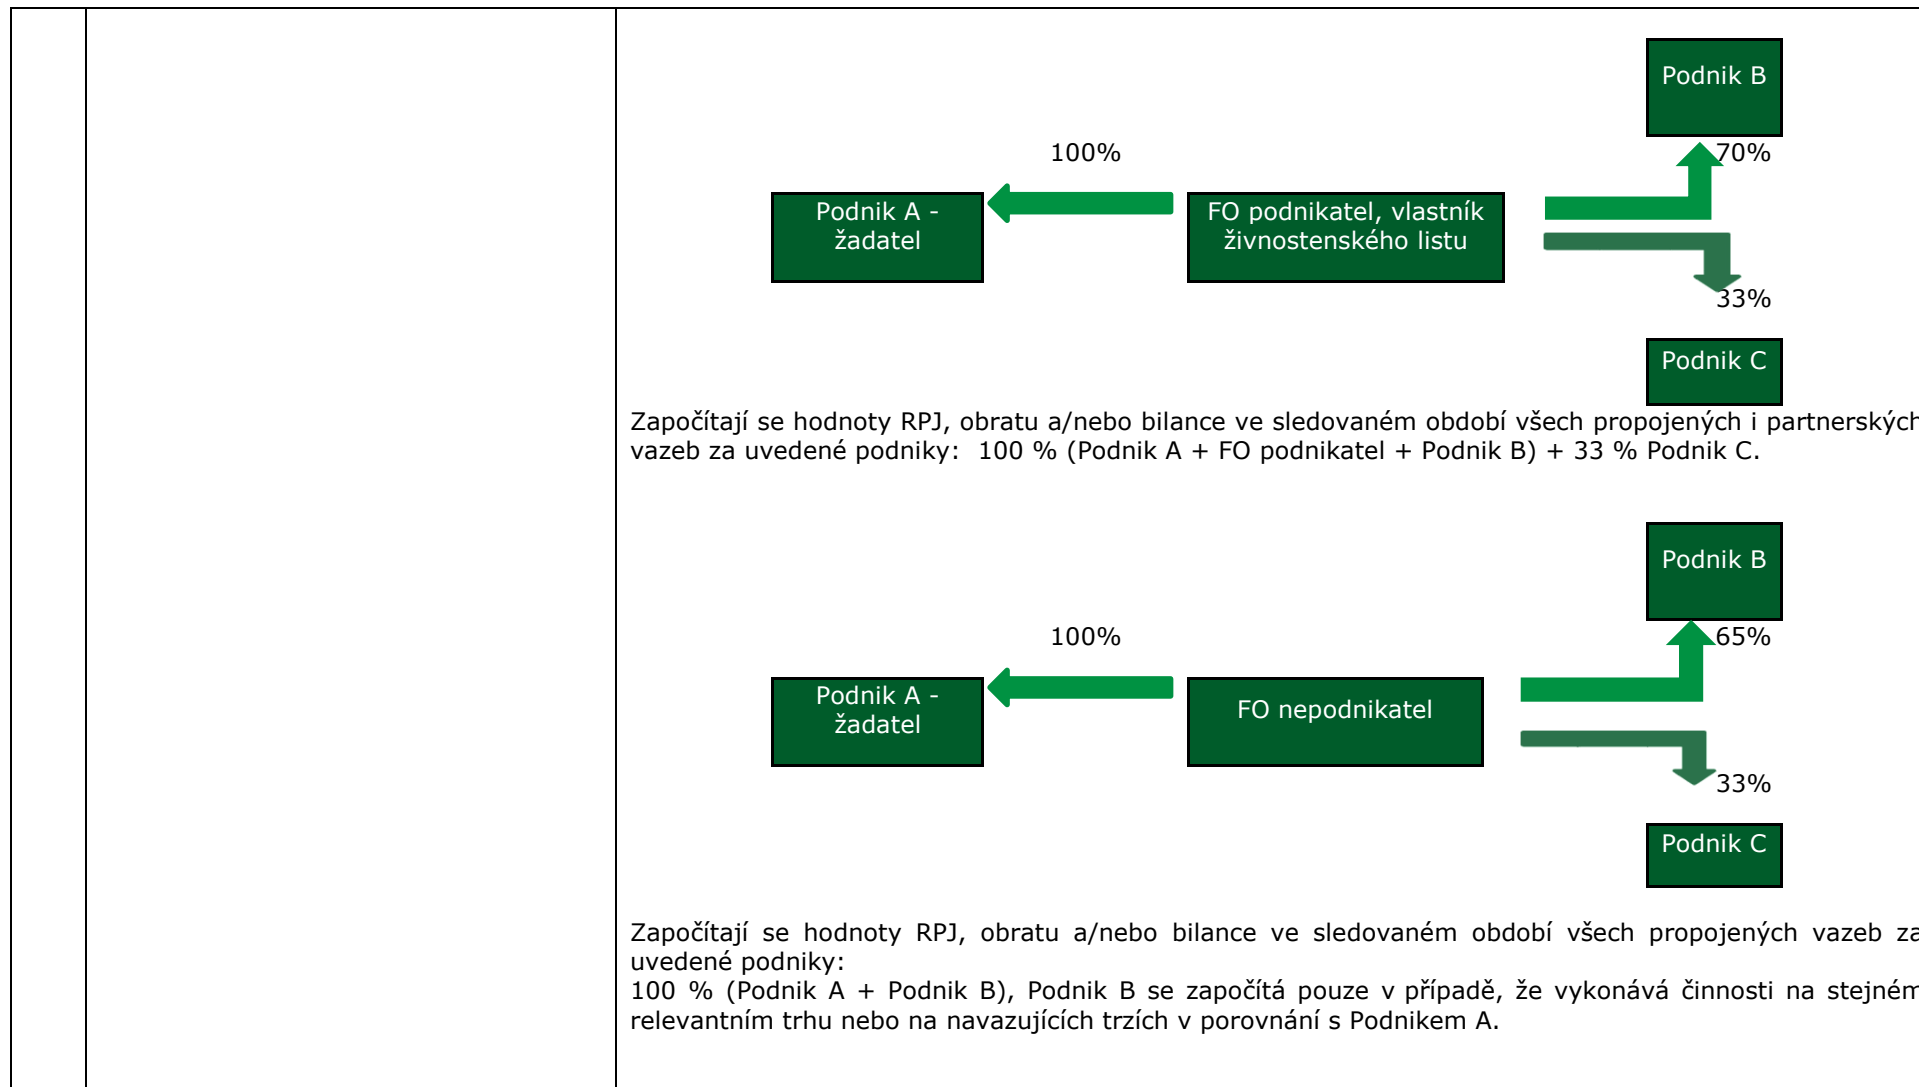 Podnik B
100%
70%
Podnik A -
žadatel
FO podnikatel, vlastník
živnostenského listu
33%
Podnik C
Započítají se hodnoty RPJ, obratu a/nebo bilance ve sledovaném období všech propojených i partnerských
vazeb za uvedené podniky: 100 % (Podnik A + FO podnikatel + Podnik B) + 33 % Podnik C.
Podnik B
100%
65%
Podnik A -
žadatel
FO nepodnikatel
33%
Podnik C
Započítají se hodnoty RPJ, obratu a/nebo bilance ve sledovaném období všech propojených vazeb za
uvedené podniky:
100 % (Podnik A + Podnik B), Podnik B se započítá pouze v případě, že vykonává činnosti na stejném
relevantním trhu nebo na navazujících trzích v porovnání s Podnikem A.